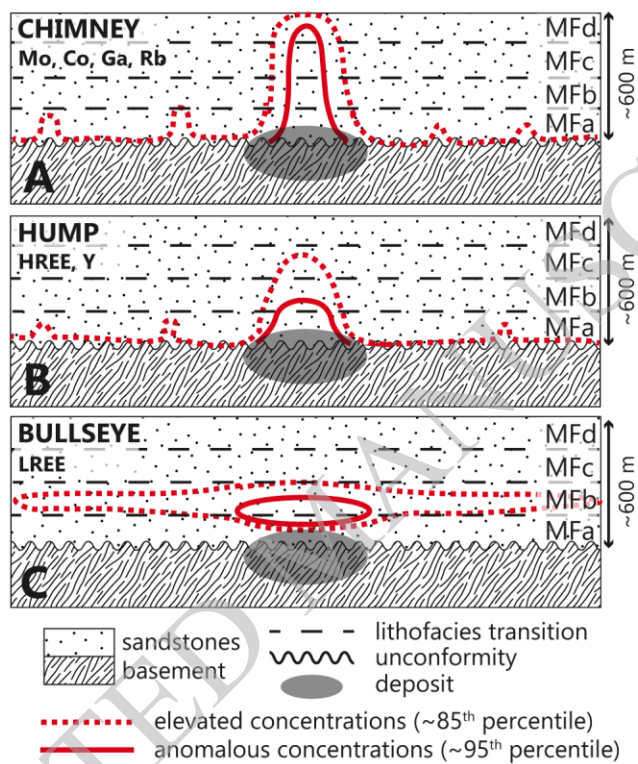 CHIMNEY
Mo, Co, Ga, Rb
MFd
MFc
MFb
MFa
~600 m
A
HUMP
HREE, Y
MFd
MFc
MFb
MFa
~600 m
B
BULLSEYE
LREE
MFd
MFc
MFb
MFa
~600 m
C
sandstones
basement
lithofacies transition
unconformity
deposit
elevated concentrations (~85th percentile)
anomalous concentrations (~95th percentile)
TED MANUSC